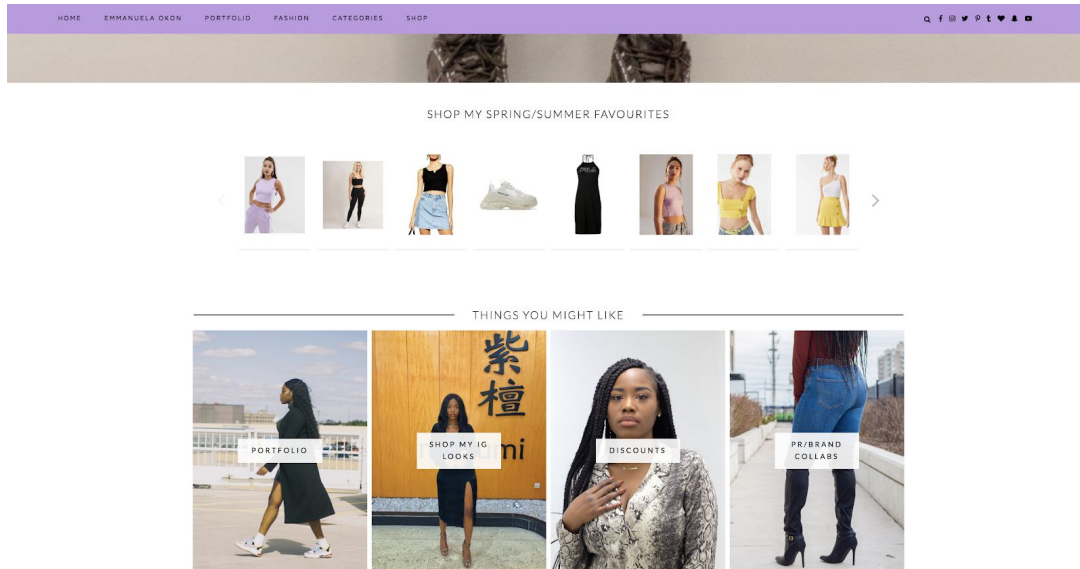 HOME EMMANUELA OKON PORTFOLIO FASHION CATEGORIES SHOP
SHOP MY SPRING/SUMMER FAVOURITES
THINGS YOU MIGHT LIKE
紫
檀
mi
PORTFOLIO
SHOP MY IG
LOOKS
DISCOUNTS
PR/BRAND
COLLABS